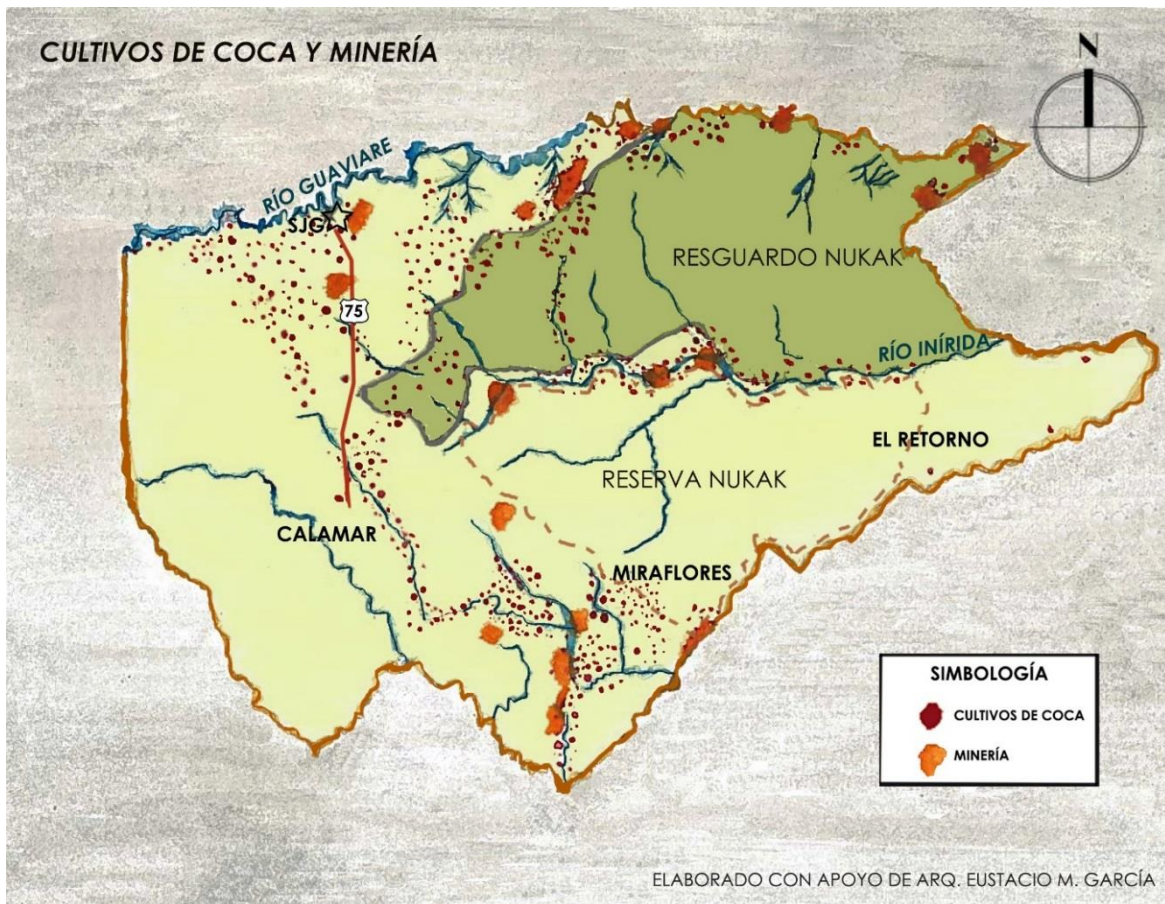 CULTIVOS DE COCA Y MINERÍA
N
RÍO GUAVIARE
SJG
RESGUARDO NUKAK
75
RÍO INÍRIDA
EL RETORNO
RESERVA NUKAK
CALAMAR
MIRAFLORES
SIMBOLOGÍA
CULTIVOS DE COCA
MINERÍA
ELABORADO CON APOYO DE ARQ. EUSTACIO M. GARCÍA